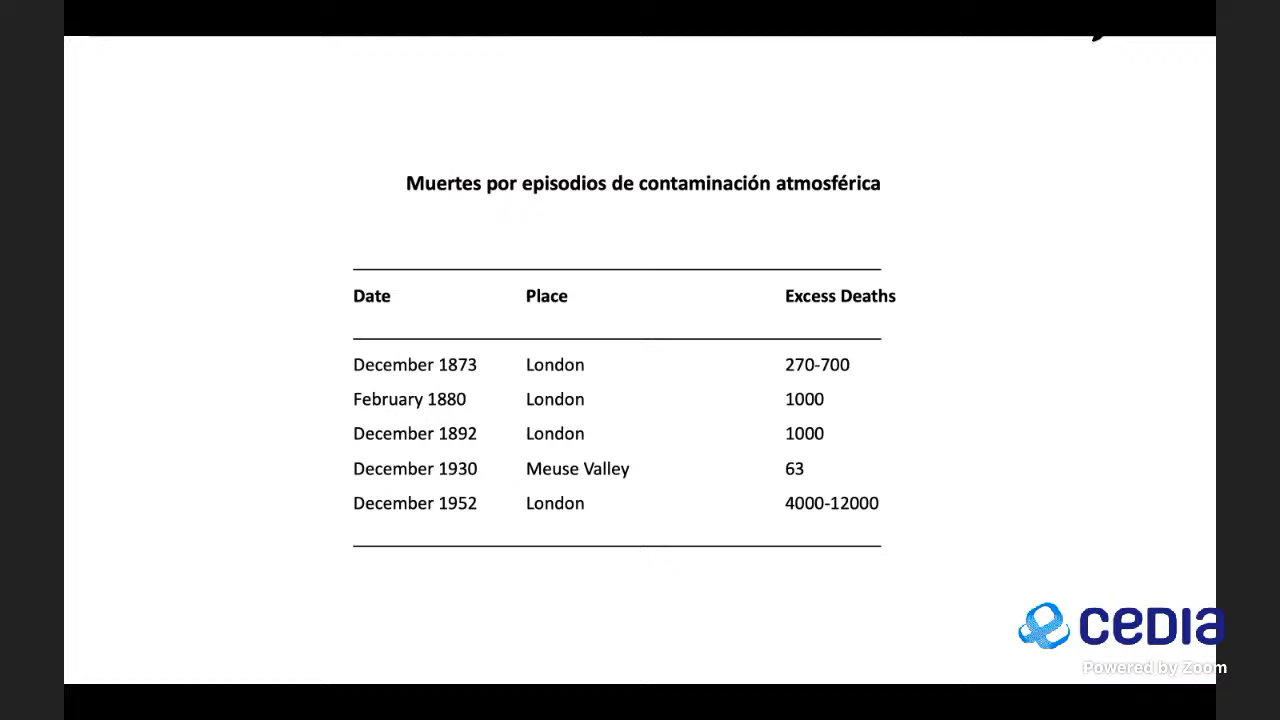 Muertes por episodios de contaminación atmosférica
Date Place Excess Deaths
December 1873 London 270-700
February 1880 London 1000
December 1892 London 1000
December 1930 Meuse Valley 63
December 1952 London 4000-12000
CEDIA
Powered by Zoom